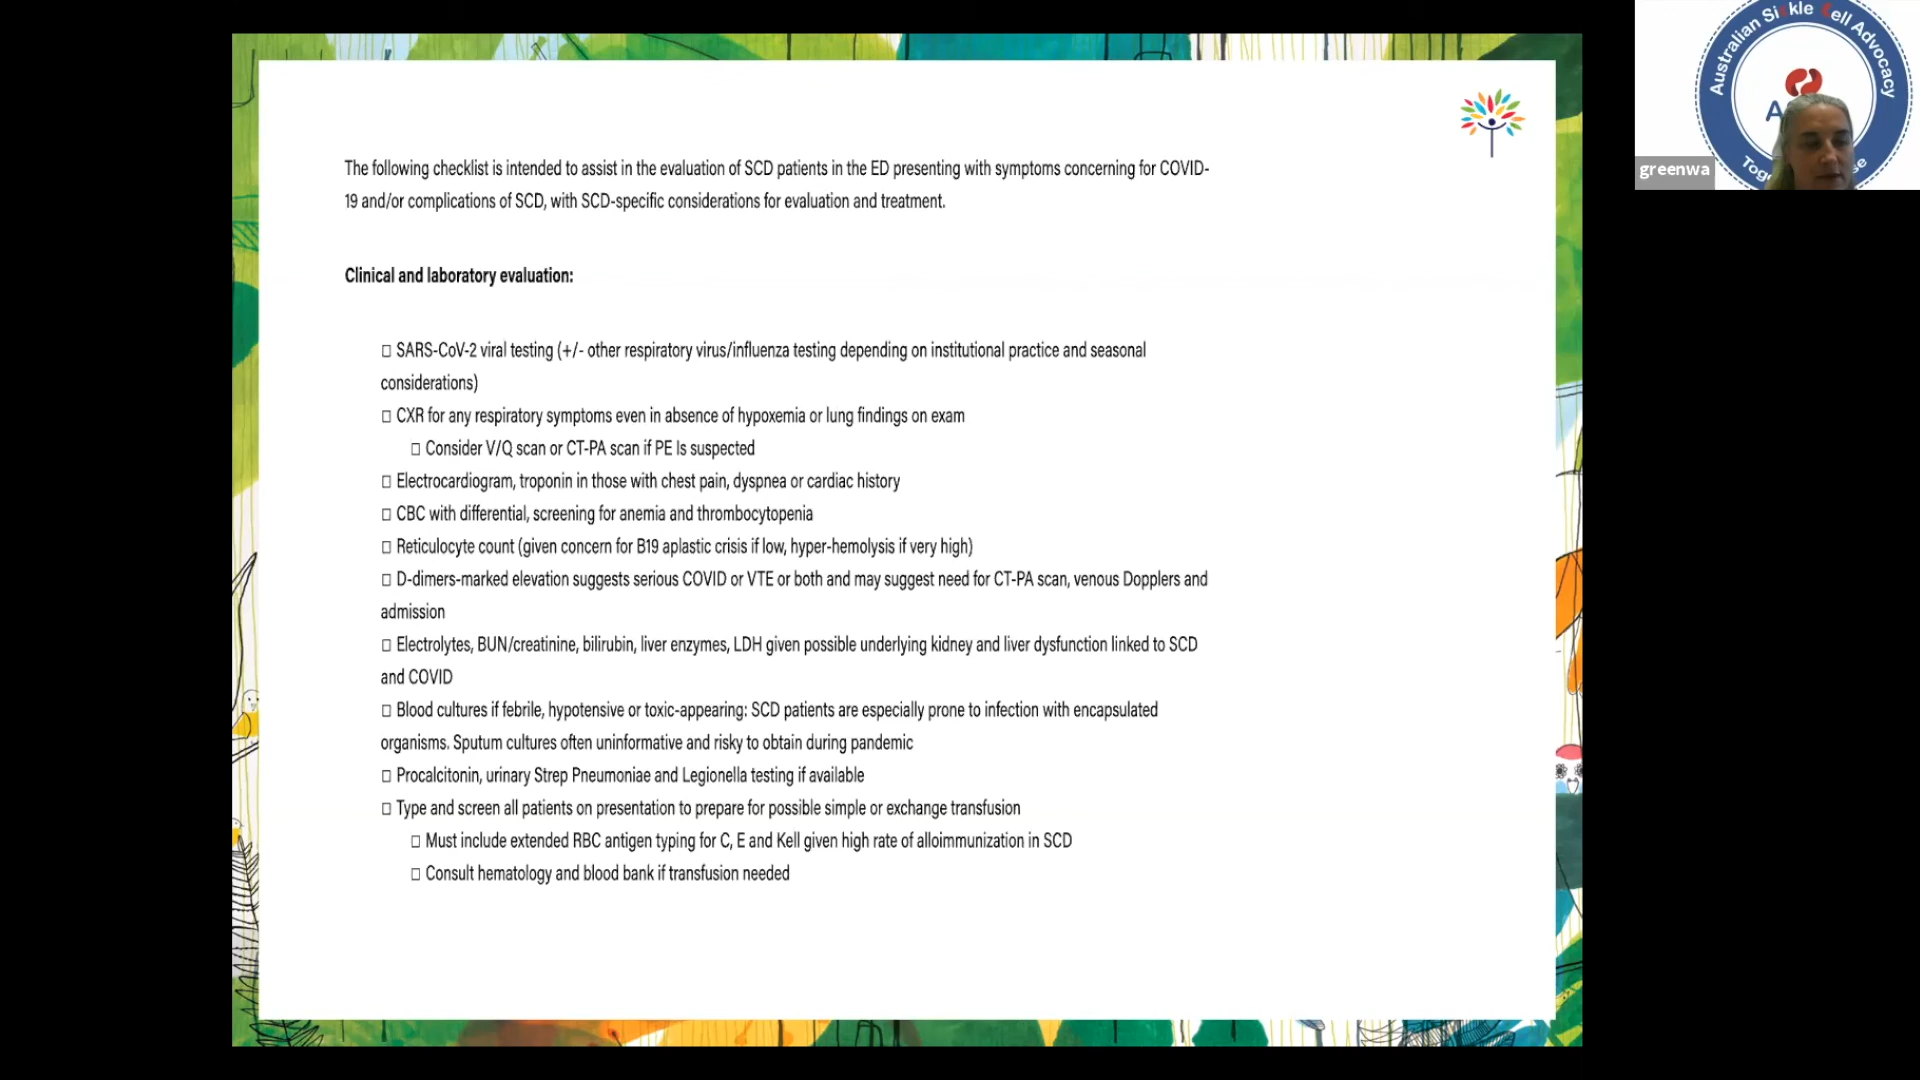 The following checklist is intended to assist in the evaluation of SCD patients in the ED presenting with symptoms concerning for COVID-
19 and/or complications of SCD, with SCD-specific considerations for evaluation and treatment.
Clinical and laboratory evaluation:
☐ SARS-CoV-2 viral testing (+/- other respiratory virus/influenza testing depending on institutional practice and seasonal
considerations)
☐ CXR for any respiratory symptoms even in absence of hypoxemia or lung findings on exam
☐ Consider V/Q scan or CT-PA scan if PE Is suspected
☐ Electrocardiogram, troponin in those with chest pain, dyspnea or cardiac history
☐ CBC with differential, screening for anemia and thrombocytopenia
☐ Reticulocyte count (given concern for B19 aplastic crisis if low, hyper-hemolysis if very high)
☐ D-dimers-marked elevation suggests serious COVID or VTE or both and may suggest need for CT-PA scan, venous Dopplers and
admission
☐ Electrolytes, BUN/creatinine, bilirubin, liver enzymes, LDH given possible underlying kidney and liver dysfunction linked to SCD
and COVID
☐ Blood cultures if febrile, hypotensive or toxic-appearing: SCD patients are especially prone to infection with encapsulated
organisms. Sputum cultures often uninformative and risky to obtain during pandemic
☐ Procalcitonin, urinary Strep Pneumoniae and Legionella testing if available
☐ Type and screen all patients on presentation to prepare for possible simple or exchange transfusion
☐ Must include extended RBC antigen typing for C, E and Kell given high rate of alloimmunization in SCD
☐ Consult hematology and blood bank if transfusion needed
Australian Sickle Cell Advocacy
greenwa